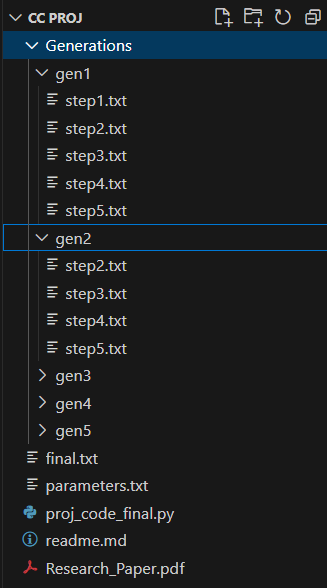 CC PROJ
Generations
gen1
step1.txt
step2.txt
step3.txt
step4.txt
step5.txt
gen2
step2.txt
step3.txt
step4.txt
step5.txt
gen3
gen4
gen5
final.txt
parameters.txt
proj_code_final.py
readme.md
Research_Paper.pdf